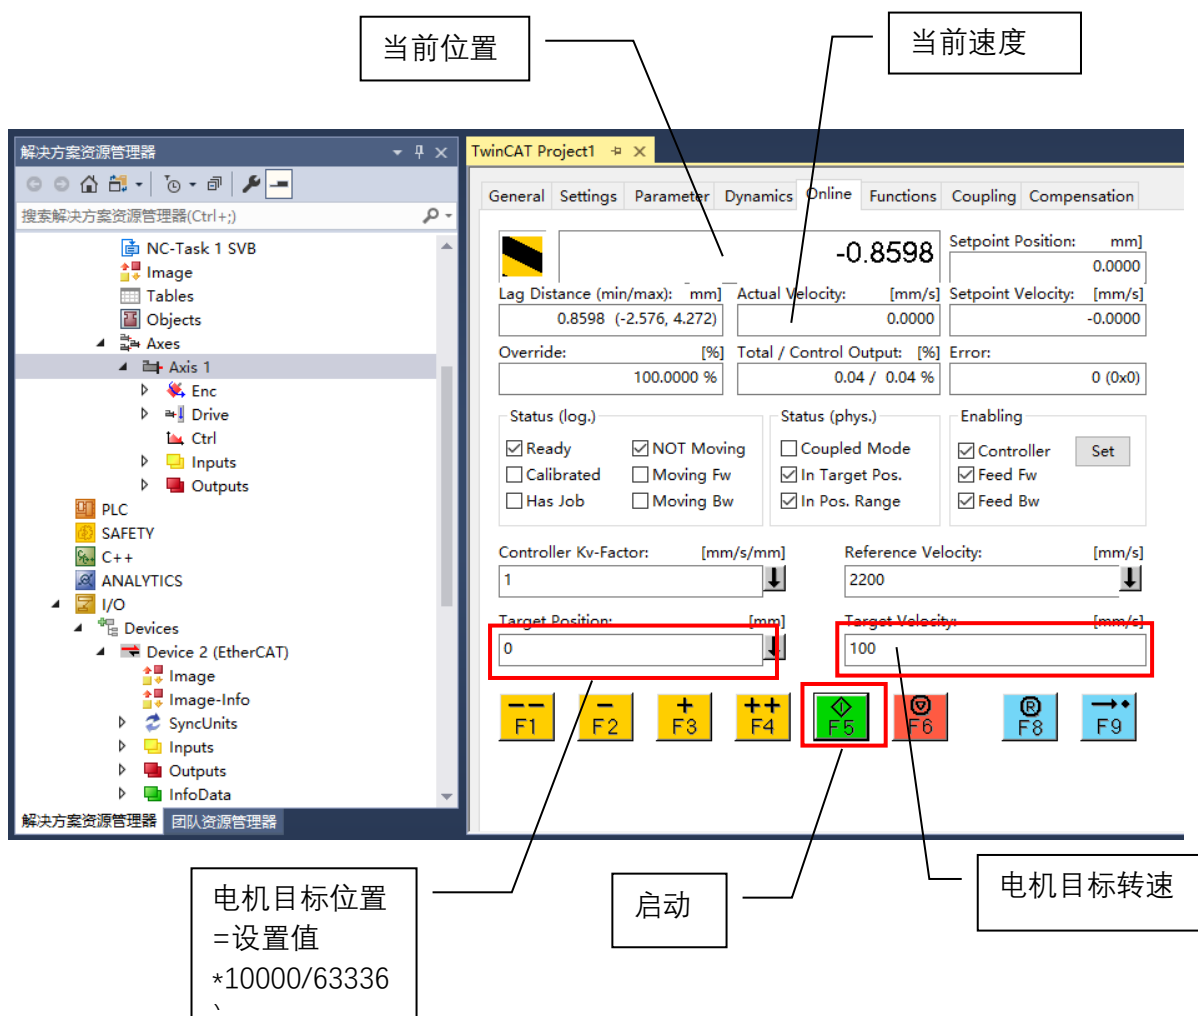 当前位置
当前速度
解决方案资源管理器
TwinCAT Project1
搜索解决方案资源管理器(Ctrl+;)
NC-Task 1 SVB
Image
Tables
Objects
Axes
Axis 1
Enc
Drive
Ctrl
Inputs
Outputs
PLC
SAFETY
C++
ANALYTICS
I/O
Devices
Device 2 (EtherCAT)
Image
Image-Info
SyncUnits
Inputs
Outputs
InfoData
解决方案资源管理器 团队资源管理器
General Settings Parameter Dynamics Online Functions Coupling Compensation
-0.8598
Setpoint Position: mm]
0.0000
Lag Distance (min/max): mm] Actual Velocity: [mm/s] Setpoint Velocity: [mm/s]
0.8598 (-2.576, 4.272) 0.0000 -0.0000
Override: [%] Total / Control Output: [%] Error:
100.0000 % 0.04 / 0.04 % 0 (0x0)
Status (log.) Status (phys.) Enabling
Ready NOT Moving Coupled Mode Controller Set
Calibrated Moving Fw In Target Pos. Feed Fw
Has Job Moving Bw In Pos. Range Feed Bw
Controller Kv-Factor: [mm/s/mm] Reference Velocity: [mm/s]
1 2200
Target Position: [mm] Target Velocity: [mm/s]
0 100
F1 F2 F3 F4 F5 F6 F8 F9
电机目标位置
=设置值
*10000/63336
启动
电机目标转速